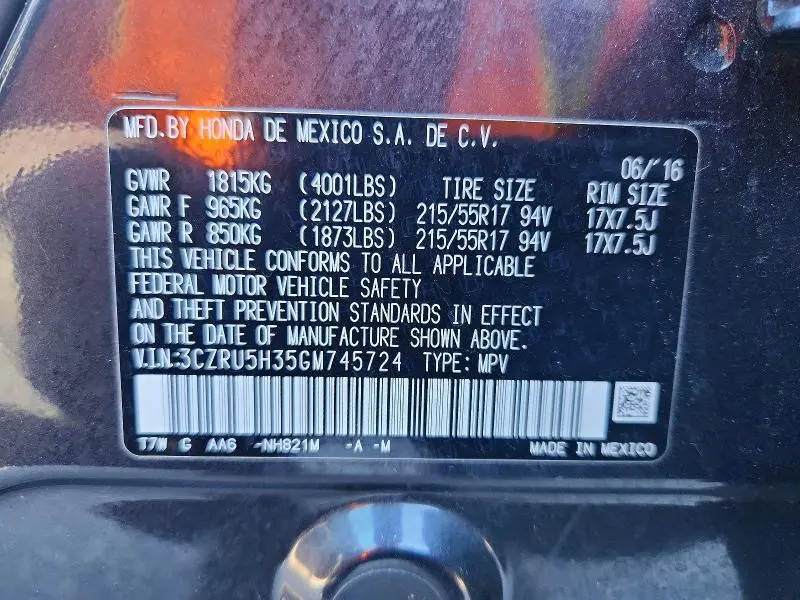 MFD.BY HONDA DE MEXICO S.A. DE C.V.
06/'16
GVWR 1815KG (4001LBS) TIRE SIZE RIM SIZE
GAWR F 965KG (2127LBS) 215/55R17 94V 17X7.5J
GAWR R 850KG (1873LBS) 215/55R17 94V 17X7.5J
THIS VEHICLE CONFORMS TO ALL APPLICABLE
FEDERAL MOTOR VEHICLE SAFETY
AND THEFT PREVENTION STANDARDS IN EFFECT
ON THE DATE OF MANUFACTURE SHOWN ABOVE.
V.I.N:3CZRU5H35GM745724 TYPE: MPV
T7W G AA6 -NH821M -A -M MADE IN MEXICO